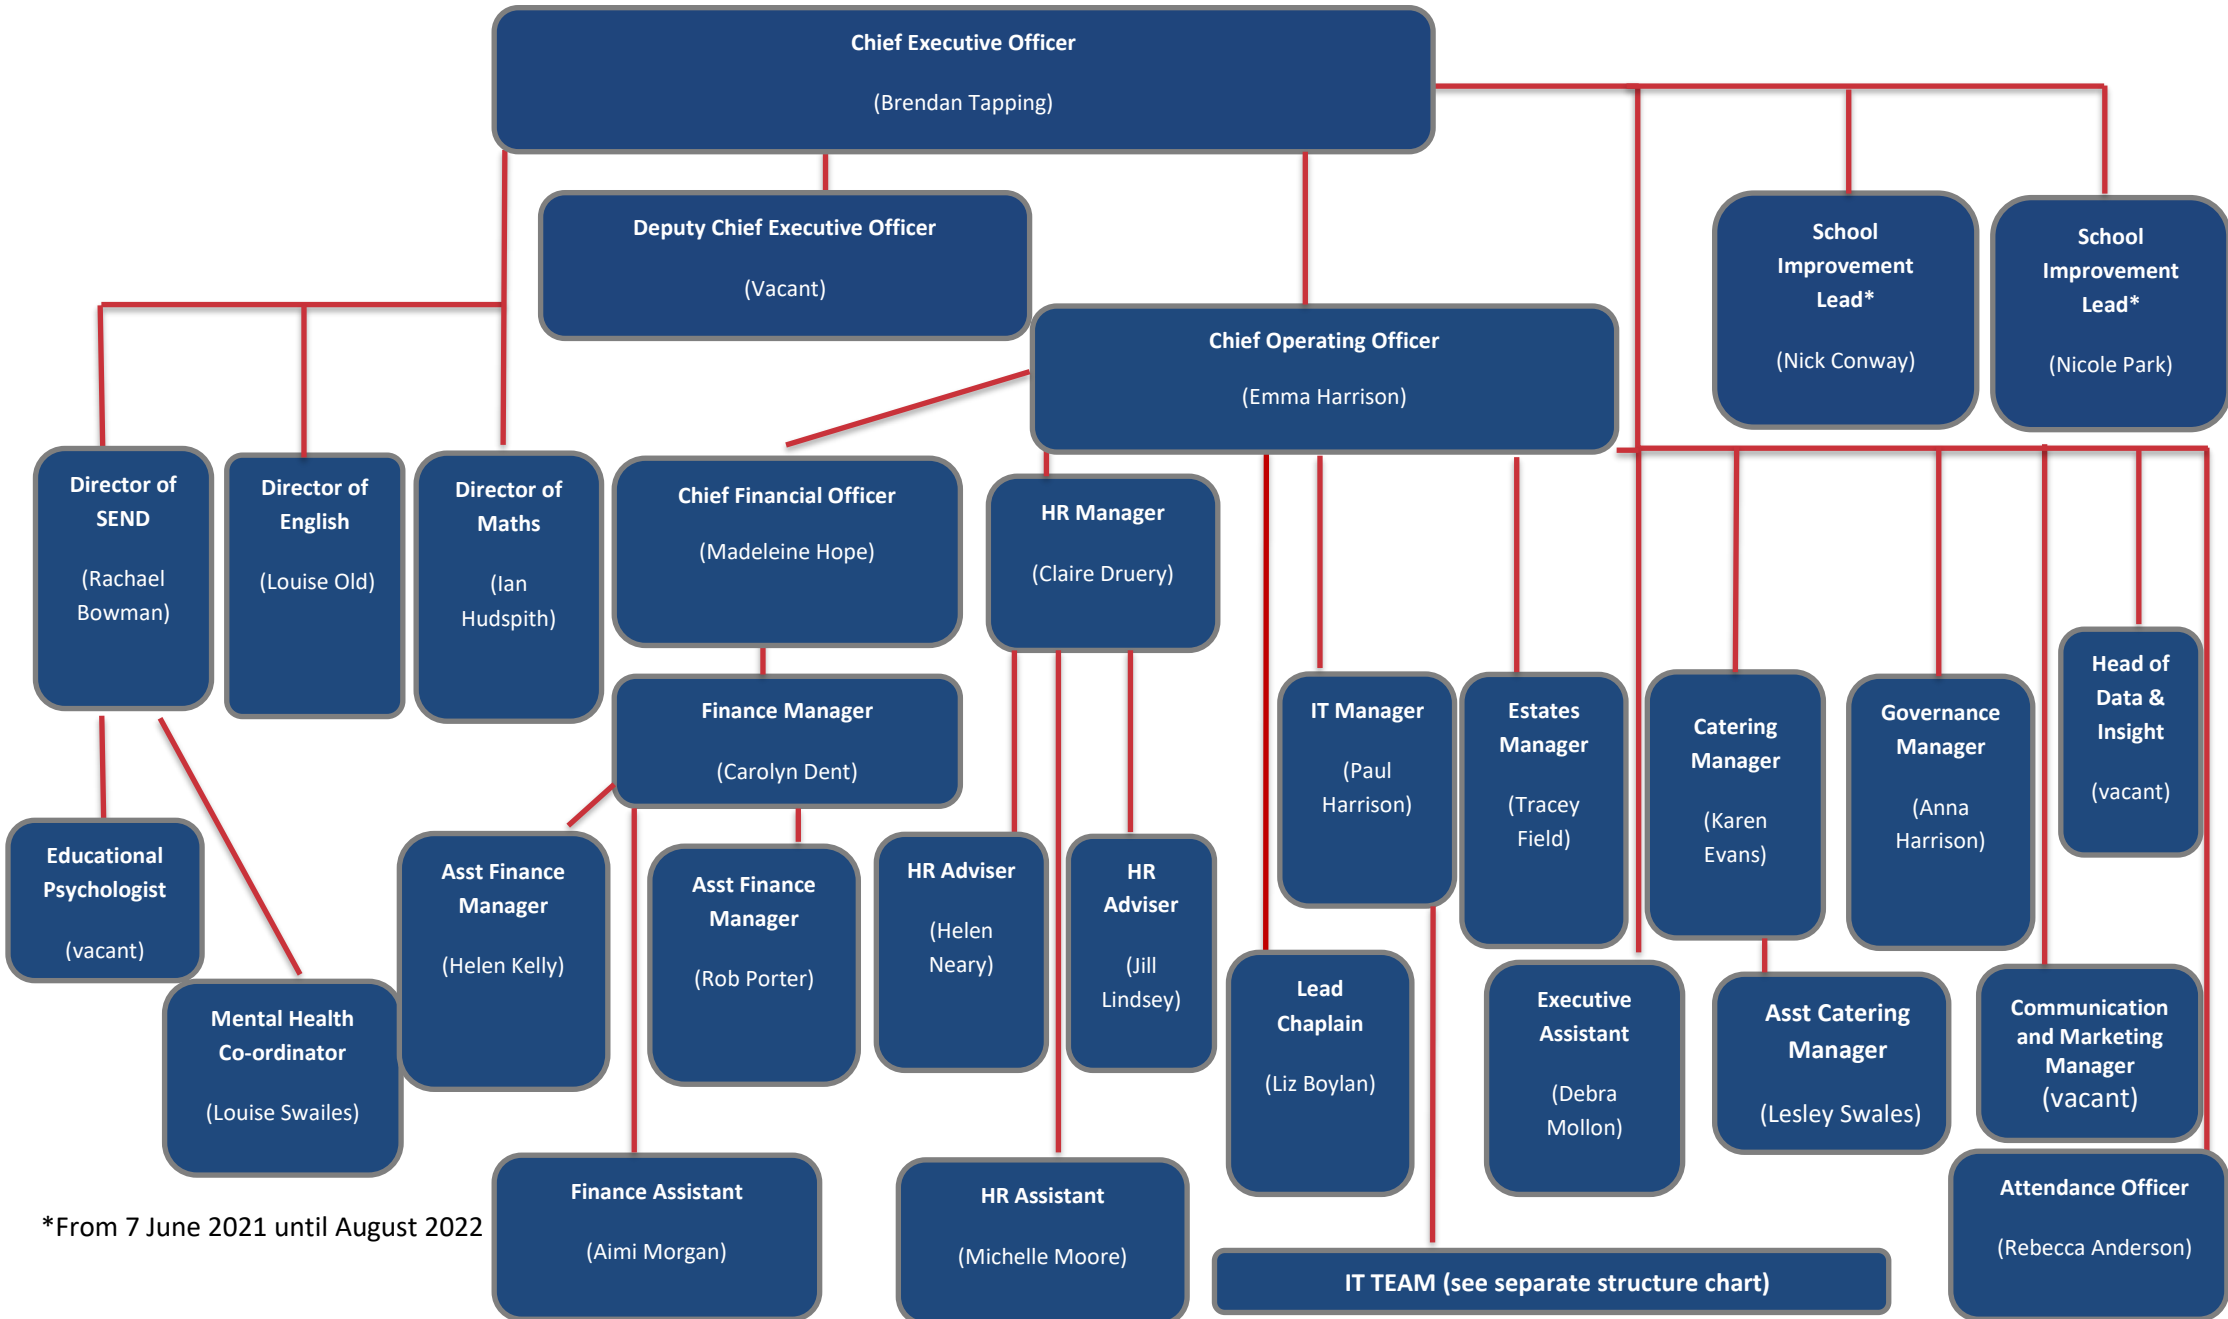 Chief Executive Officer
(Brendan Tapping)
Deputy Chief Executive Officer
(Vacant)
School
Improvement
Lead*
(Nick Conway)
School
Improvement
Lead*
(Nicole Park)
Chief Operating Officer
(Emma Harrison)
Director of
SEND
(Rachael
Bowman)
Director of
English
(Louise Old)
Director of
Maths
(Ian
Hudspith)
Chief Financial Officer
(Madeleine Hope)
HR Manager
(Claire Druery)
Finance Manager
(Carolyn Dent)
IT Manager
(Paul
Harrison)
Estates
Manager
(Tracey
Field)
Catering
Manager
(Karen
Evans)
Governance
Manager
(Anna
Harrison)
Head of
Data &
Insight
(vacant)
Educational
Psychologist
(vacant)
Mental Health
Co-ordinator
(Louise Swailes)
Asst Finance
Manager
(Helen Kelly)
Asst Finance
Manager
(Rob Porter)
HR Adviser
(Helen
Neary)
HR
Adviser
(Jill
Lindsey)
Lead
Chaplain
(Liz Boylan)
Executive
Assistant
(Debra
Mollon)
Asst Catering
Manager
(Lesley Swales)
Communication
and Marketing
Manager
(vacant)
Finance Assistant
(Aimi Morgan)
HR Assistant
(Michelle Moore)
Attendance Officer
(Rebecca Anderson)
IT TEAM (see separate structure chart)
*From 7 June 2021 until August 2022